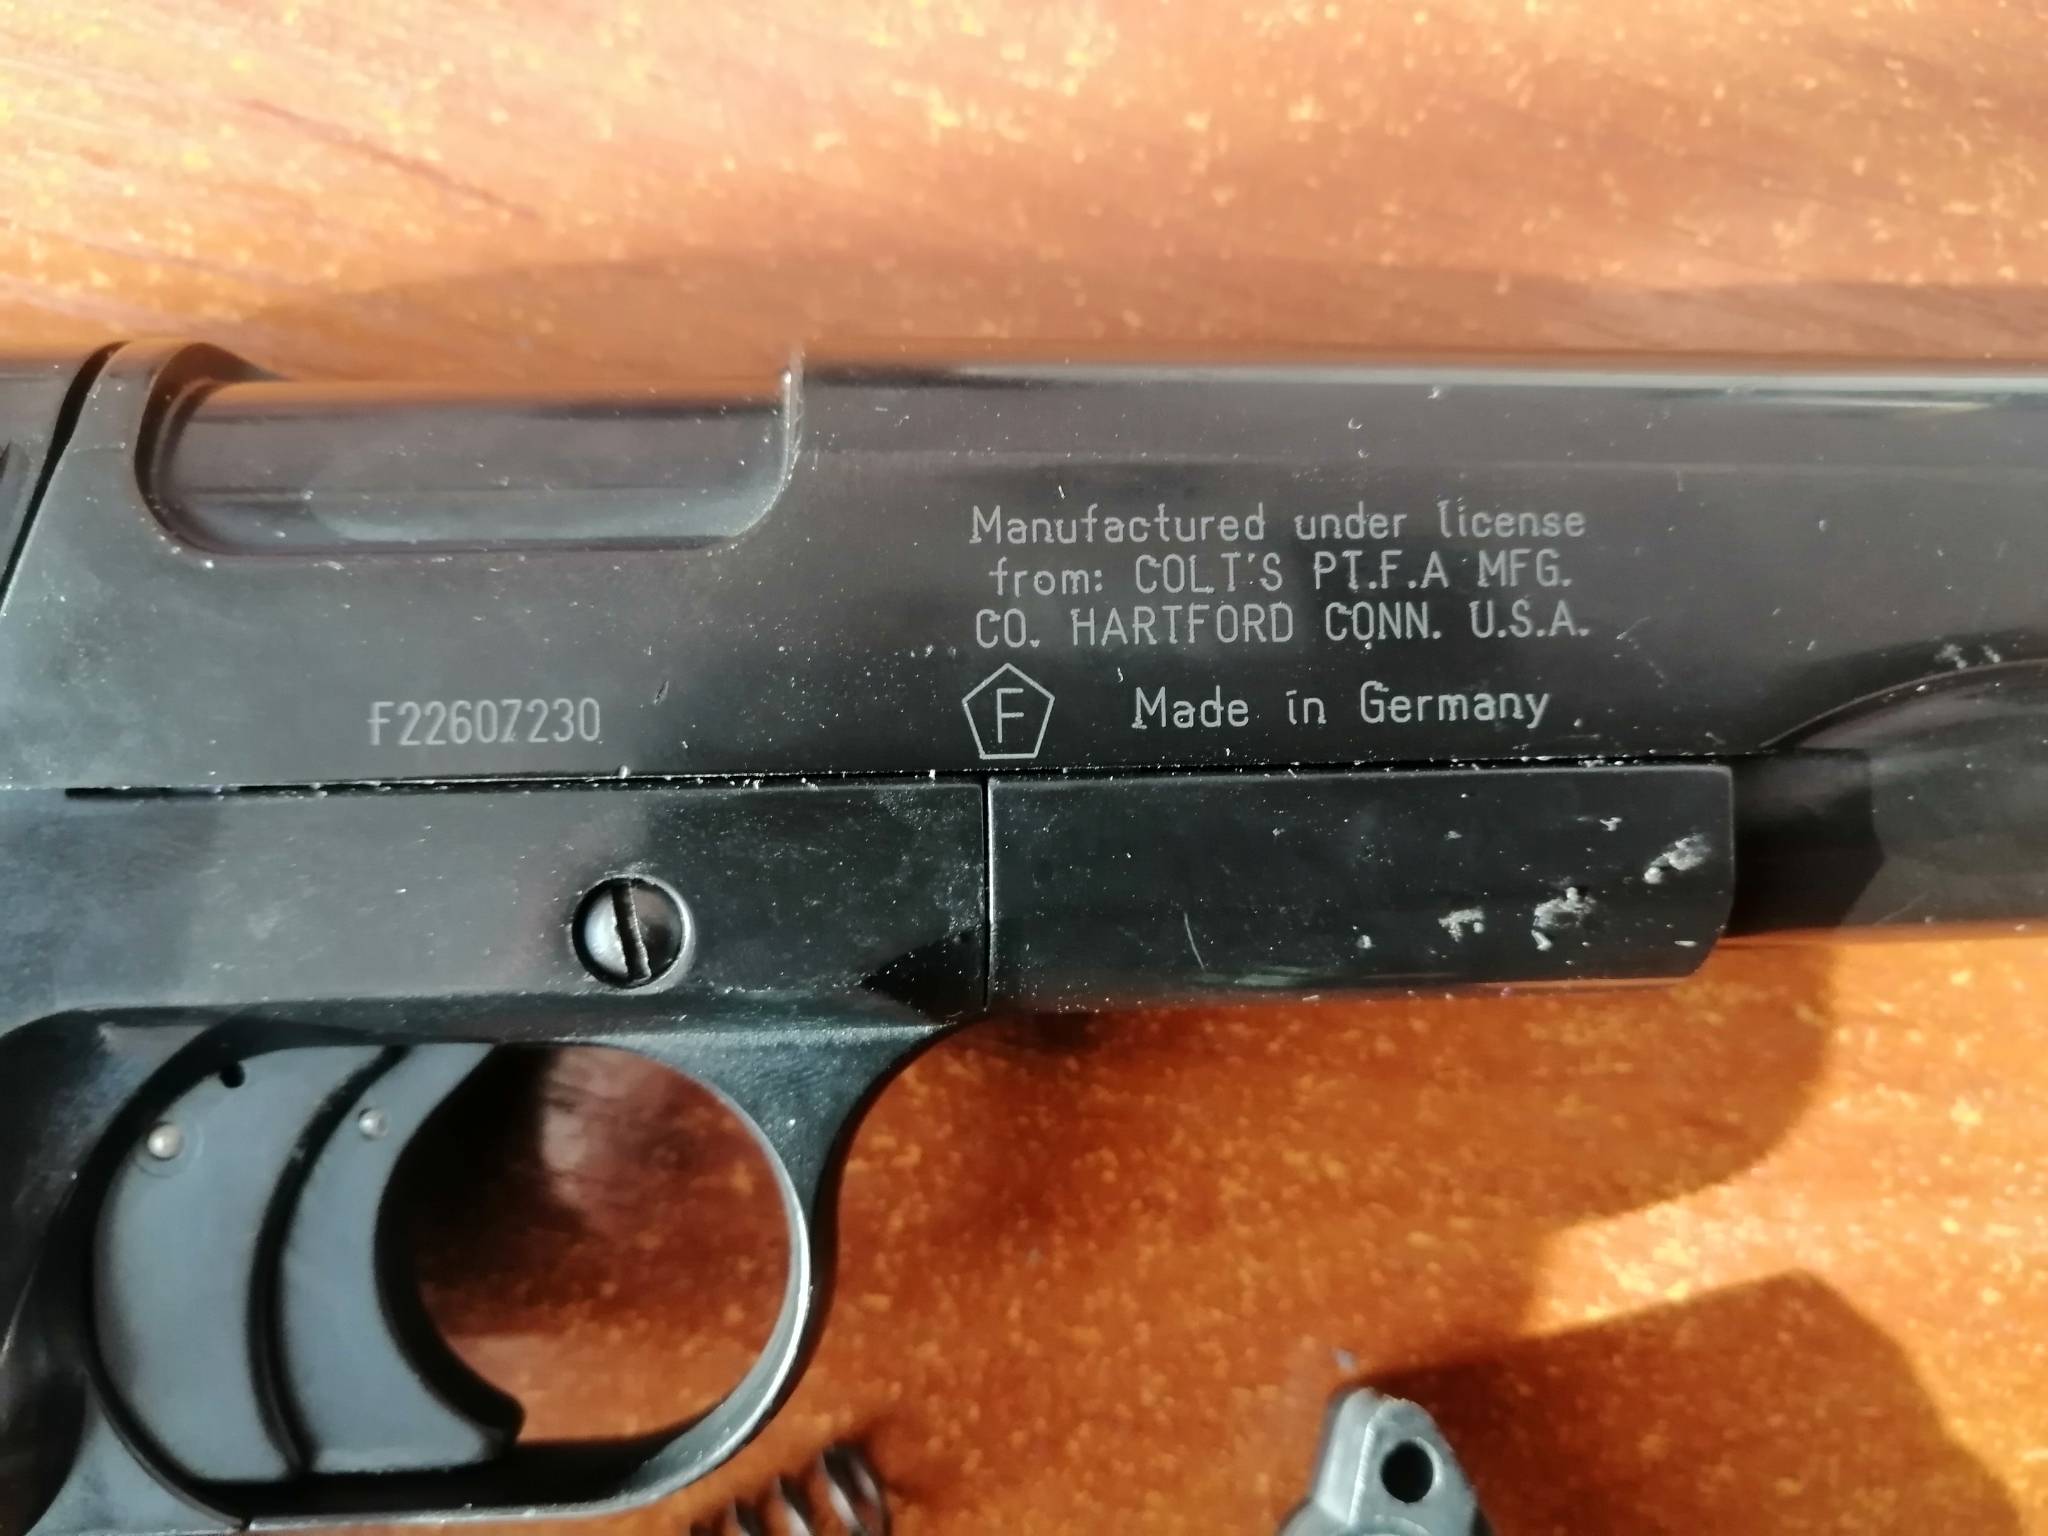 Manufactured under license
from: COLT'S PT.F.A MFG.
CO. HARTFORD CONN. U.S.A.
F22607230
F Made in Germany